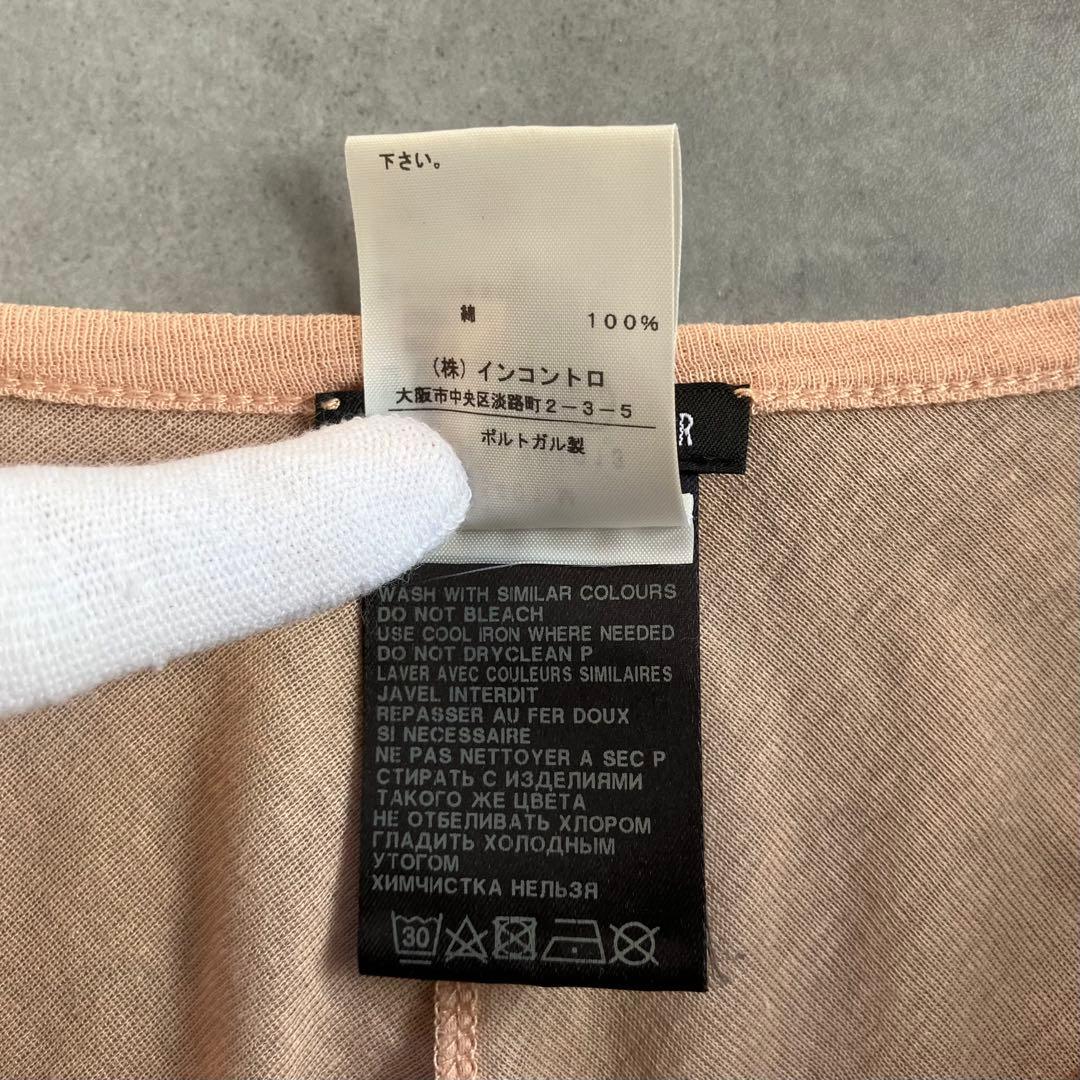 下さい。
綿 100%
(株)インコントロ
大阪市中央区淡路町2-3-5
ポルトガル製
R
WASH WITH SIMILAR COLOURS
DO NOT BLEACH
USE COOL IRON WHERE NEEDED
DO NOT DRYCLEAN P
LAVER AVEC COULEURS SIMILAIRES
JAVEL INTERDIT
REPASSER AU FER DOUX
SI NECESSAIRE
NE PAS NETTOYER A SEC P
СТИРАТЬ С ИЗДЕЛИЯМИ
ТАКОГО ЖЕ ЦВЕТА
НЕ ОТБЕЛИВАТЬ ХЛОРОМ
ГЛАДИТЬ ХОЛОДНЫМ
УТОГОМ
ХИМЧИСТКА НЕЛЬЗЯ
30